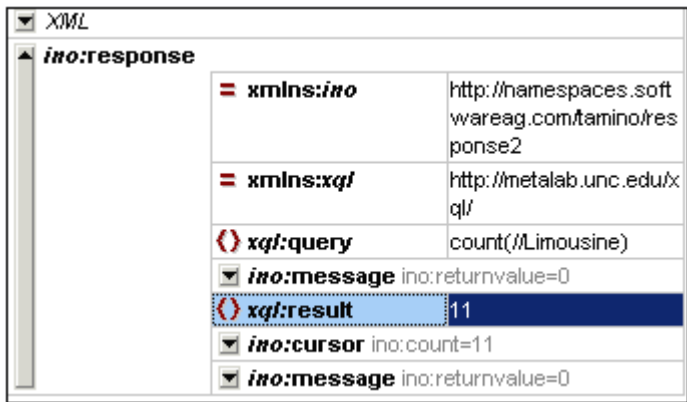 XML
ino:response
= xmlns:ino http://namespaces.soft
wareag.com/tamino/res
ponse2
= xmlns:xql http://metalab.unc.edu/x
ql/
{} xql:query count(//Limousine)
ino:message ino:returnvalue=0
{} xql:result 11
ino:cursor ino:count=11
ino:message ino:returnvalue=0